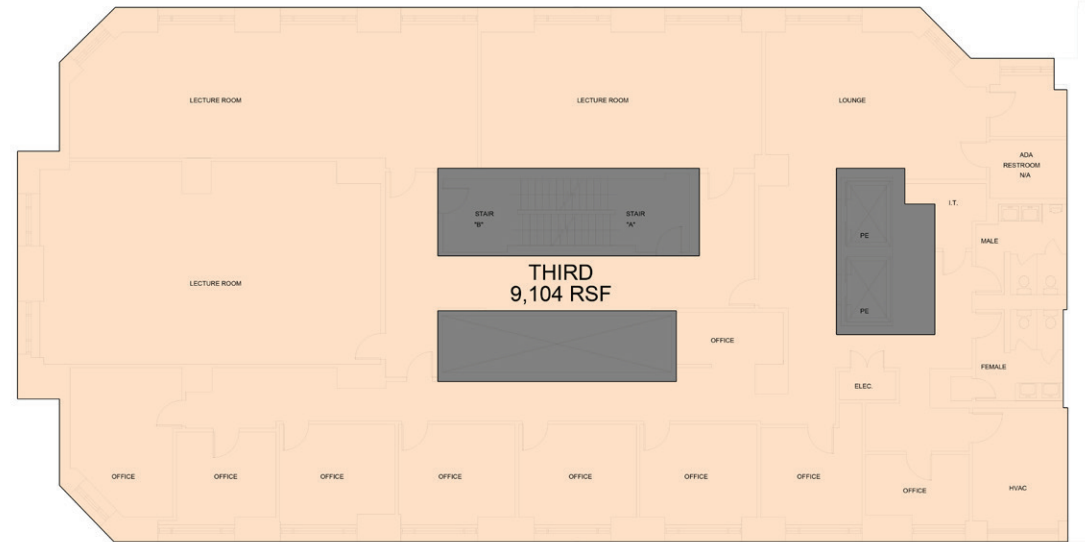 LECTURE ROOM
LECTURE ROOM
LOUNGE
ADA
RESTROOM
N/A
I.T.
STAIR
"B"
STAIR
"A"
PE
MALE
THIRD
9,104 RSF
LECTURE ROOM
PE
OFFICE
FEMALE
ELEC.
OFFICE
OFFICE
OFFICE
OFFICE
OFFICE
OFFICE
OFFICE
OFFICE
HVAC